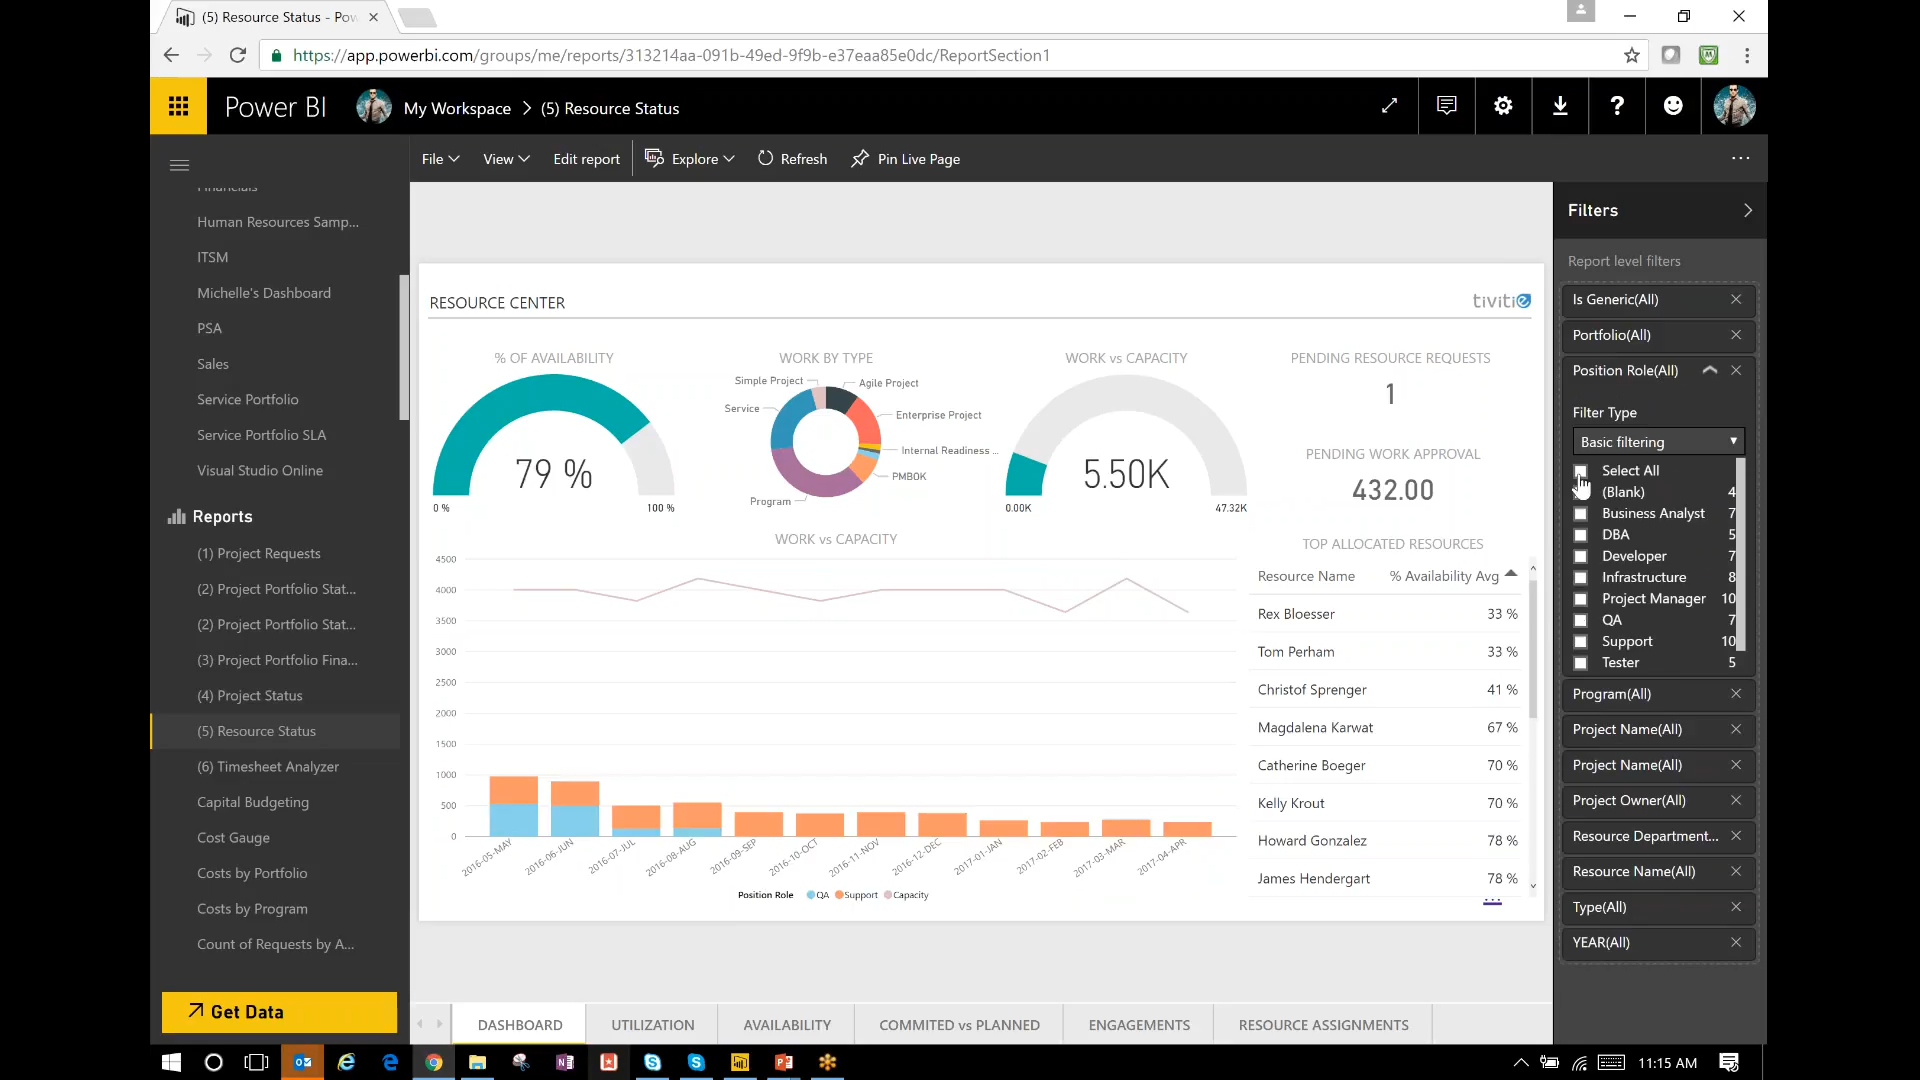 (5) Resource Status - Pow
https://app.powerbi.com/groups/me/reports/313214aa-091b-49ed-9f9b-e37eaa85e0dc/ReportSection1
Power BI
My Workspace > (5) Resource Status
File
View
Edit report
Explore
Refresh
Pin Live Page
Financials
Human Resources Samp...
ITSM
Michelle's Dashboard
PSA
Sales
Service Portfolio
Service Portfolio SLA
Visual Studio Online
Reports
(1) Project Requests
(2) Project Portfolio Stat...
(2) Project Portfolio Stat...
(3) Project Portfolio Fina...
(4) Project Status
(5) Resource Status
(6) Timesheet Analyzer
Capital Budgeting
Cost Gauge
Costs by Portfolio
Costs by Program
Count of Requests by A...
Get Data
RESOURCE CENTER
tivitie
% OF AVAILABILITY
79 %
0 %
100 %
WORK BY TYPE
Simple Project
Agile Project
Service
Enterprise Project
Internal Readiness ...
PMBOK
Program
WORK vs CAPACITY
5.50K
0.00K
47.32K
PENDING RESOURCE REQUESTS
1
PENDING WORK APPROVAL
432.00
WORK vs CAPACITY
4500
4000
3500
3000
2500
2000
1500
1000
500
0
2016-05-MAY
2016-06-JUN
2016-07-JUL
2016-08-AUG
2016-09-SEP
2016-10-OCT
2016-11-NOV
2016-12-DEC
2017-01-JAN
2017-02-FEB
2017-03-MAR
2017-04-APR
Position Role QA Support Capacity
TOP ALLOCATED RESOURCES
Resource Name % Availability Avg
Rex Bloesser 33 %
Tom Perham 33 %
Christof Sprenger 41 %
Magdalena Karwat 67 %
Catherine Boeger 70 %
Kelly Krout 70 %
Howard Gonzalez 78 %
James Hendergart 78 %
DASHBOARD
UTILIZATION
AVAILABILITY
COMMITED vs PLANNED
ENGAGEMENTS
RESOURCE ASSIGNMENTS
Filters
Report level filters
Is Generic(All)
Portfolio(All)
Position Role(All)
Filter Type
Basic filtering
Select All
(Blank) 4
Business Analyst 7
DBA 5
Developer 7
Infrastructure 8
Project Manager 10
QA 7
Support 10
Tester 5
Program(All)
Project Name(All)
Project Name(All)
Project Owner(All)
Resource Department...
Resource Name(All)
Type(All)
YEAR(All)
11:15 AM